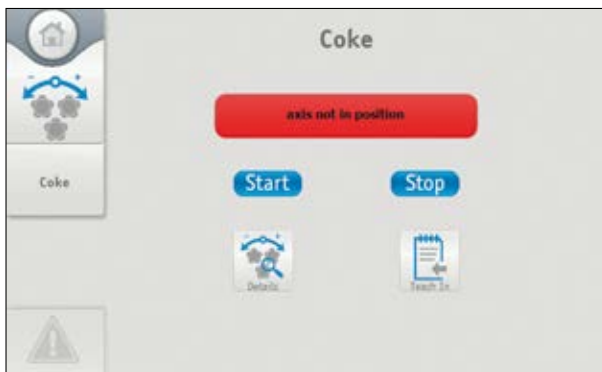 Coke
axis not in position
Coke
Start
Stop
Details
Teach In